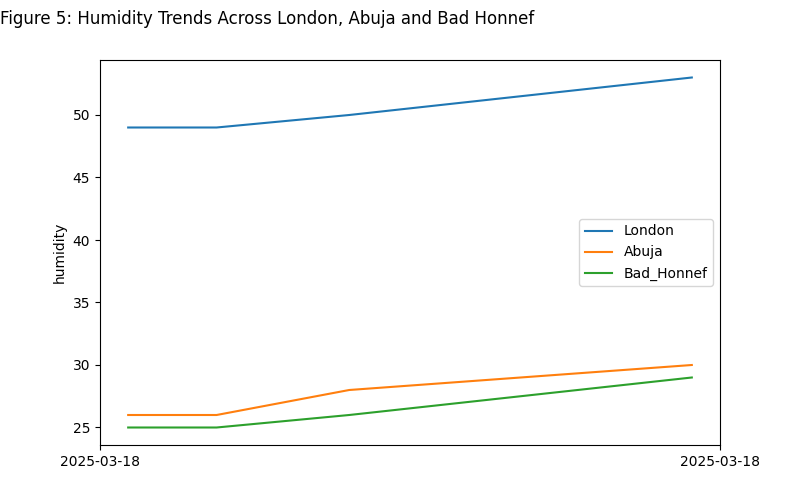 Figure 5: Humidity Trends Across London, Abuja and Bad Honnef
50
45
40
35
30
25
humidity
London
Abuja
Bad_Honnef
2025-03-18
2025-03-18